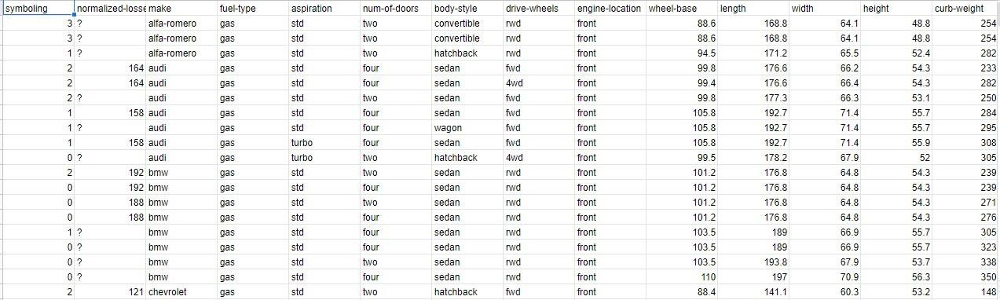 symboling normalized-losse make fuel-type aspiration num-of-doors body-style drive-wheels engine-location wheel-base length width height curb-weight
3 ? alfa-romero gas std two convertible rwd front 88.6 168.8 64.1 48.8 254
3 ? alfa-romero gas std two convertible rwd front 88.6 168.8 64.1 48.8 254
1 ? alfa-romero gas std two hatchback rwd front 94.5 171.2 65.5 52.4 282
2 164 audi gas std four sedan fwd front 99.8 176.6 66.2 54.3 233
2 164 audi gas std four sedan 4wd front 99.4 176.6 66.4 54.3 282
2 ? audi gas std two sedan fwd front 99.8 177.3 66.3 53.1 250
1 158 audi gas std four sedan fwd front 105.8 192.7 71.4 55.7 284
1 ? audi gas std four wagon fwd front 105.8 192.7 71.4 55.7 295
1 158 audi gas turbo four sedan fwd front 105.8 192.7 71.4 55.9 308
0 ? audi gas turbo two hatchback 4wd front 99.5 178.2 67.9 52 305
2 192 bmw gas std two sedan rwd front 101.2 176.8 64.8 54.3 239
0 192 bmw gas std four sedan rwd front 101.2 176.8 64.8 54.3 239
0 188 bmw gas std two sedan rwd front 101.2 176.8 64.8 54.3 271
0 188 bmw gas std four sedan rwd front 101.2 176.8 64.8 54.3 276
1 ? bmw gas std four sedan rwd front 103.5 189 66.9 55.7 305
0 ? bmw gas std four sedan rwd front 103.5 189 66.9 55.7 323
0 ? bmw gas std two sedan rwd front 103.5 193.8 67.9 53.7 338
0 ? bmw gas std four sedan rwd front 110 197 70.9 56.3 350
2 121 chevrolet gas std two hatchback fwd front 88.4 141.1 60.3 53.2 148